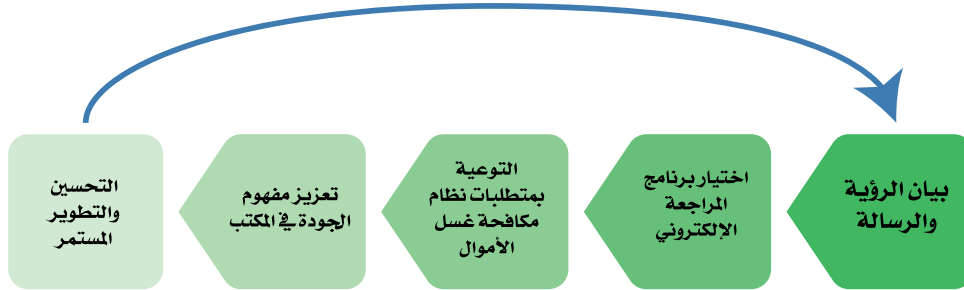 بيان الرؤية
والرسالة
اختيار برنامج
المراجعة
الإلكتروني
التوعية
بمتطلبات نظام
مكافحة غسل
الأموال
تعزيز مفهوم
الجودة في المكتب
التحسين
والتطوير
المستمر